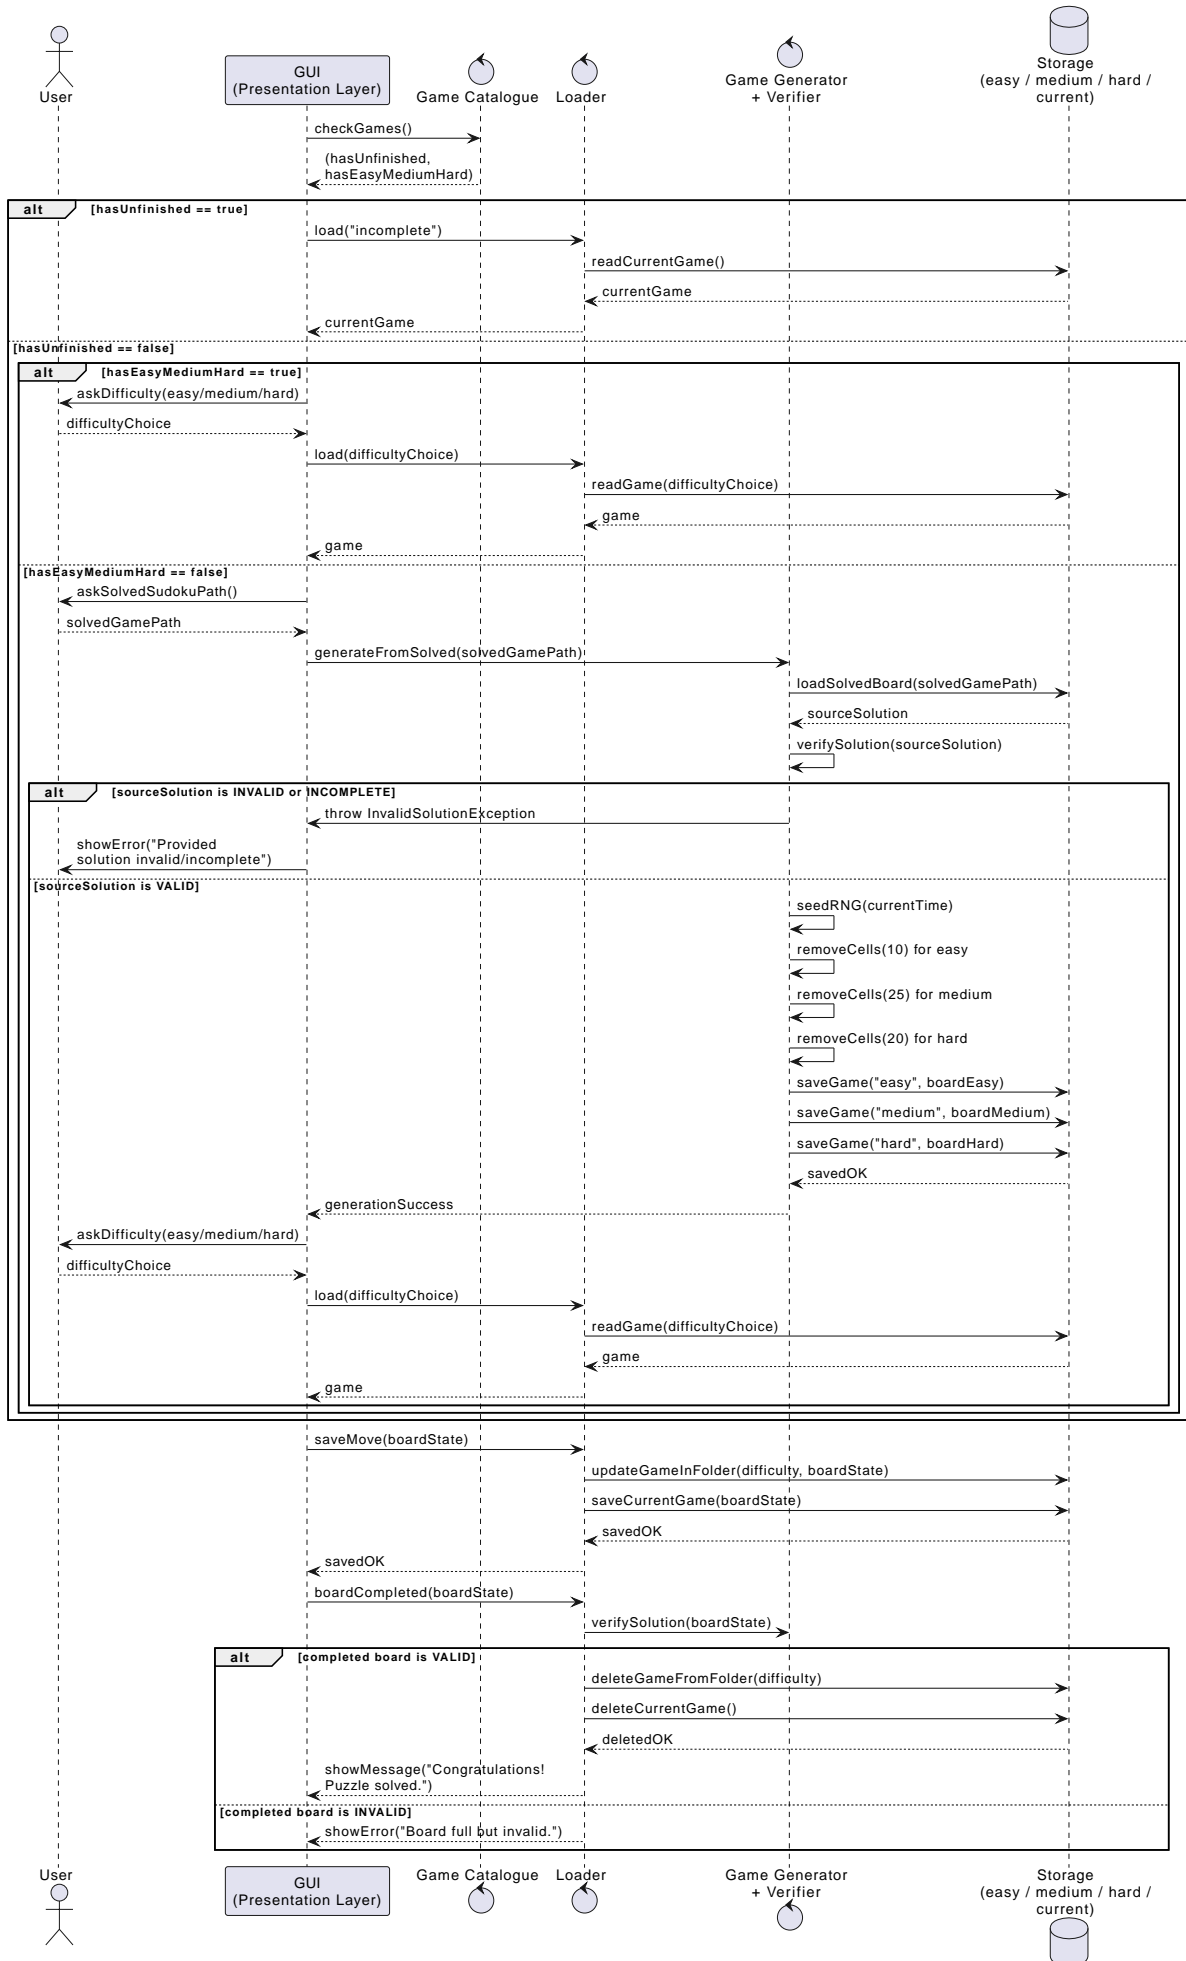 User
GUI
(Presentation Layer)
Game Catalogue
Loader
Game Generator
+ Verifier
Storage
(easy / medium / hard /
current)
checkGames()
(hasUnfinished,
hasEasyMediumHard)
alt [hasUnfinished == true]
load("incomplete")
readCurrentGame()
currentGame
currentGame
[hasUnfinished == false]
alt [hasEasyMediumHard == true]
askDifficulty(easy/medium/hard)
difficultyChoice
load(difficultyChoice)
readGame(difficultyChoice)
game
game
[hasEasyMediumHard == false]
askSolvedSudokuPath()
solvedGamePath
generateFromSolved(solvedGamePath)
loadSolvedBoard(solvedGamePath)
sourceSolution
verifySolution(sourceSolution)
alt [sourceSolution is INVALID or INCOMPLETE]
throw InvalidSolutionException
showError("Provided
solution invalid/incomplete")
[sourceSolution is VALID]
seedRNG(currentTime)
removeCells(10) for easy
removeCells(25) for medium
removeCells(20) for hard
saveGame("easy", boardEasy)
saveGame("medium", boardMedium)
saveGame("hard", boardHard)
savedOK
generationSuccess
askDifficulty(easy/medium/hard)
difficultyChoice
load(difficultyChoice)
readGame(difficultyChoice)
game
game
saveMove(boardState)
updateGameInFolder(difficulty, boardState)
saveCurrentGame(boardState)
savedOK
savedOK
boardCompleted(boardState)
verifySolution(boardState)
alt [completed board is VALID]
deleteGameFromFolder(difficulty)
deleteCurrentGame()
deletedOK
showMessage("Congratulations!
Puzzle solved.")
[completed board is INVALID]
showError("Board full but invalid.")
User
GUI
(Presentation Layer)
Game Catalogue
Loader
Game Generator
+ Verifier
Storage
(easy / medium / hard /
current)